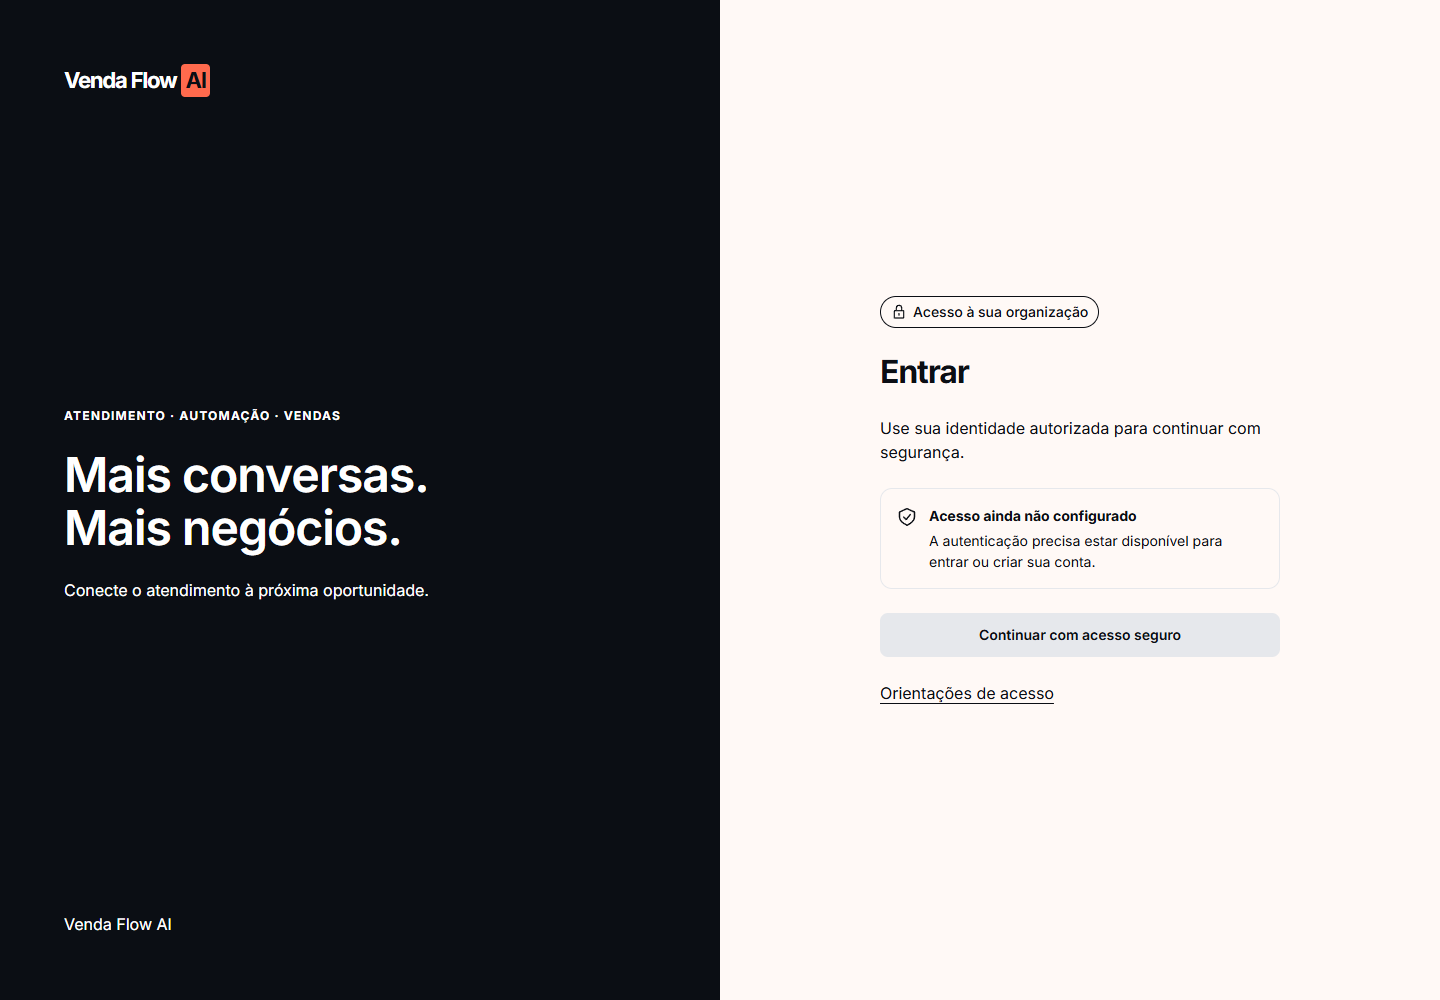 Venda Flow AI
ATENDIMENTO · AUTOMAÇÃO · VENDAS
Mais conversas.
Mais negócios.
Conecte o atendimento à próxima oportunidade.
Venda Flow AI
Acesso à sua organização
Entrar
Use sua identidade autorizada para continuar com
segurança.
Acesso ainda não configurado
A autenticação precisa estar disponível para
entrar ou criar sua conta.
Continuar com acesso seguro
Orientações de acesso